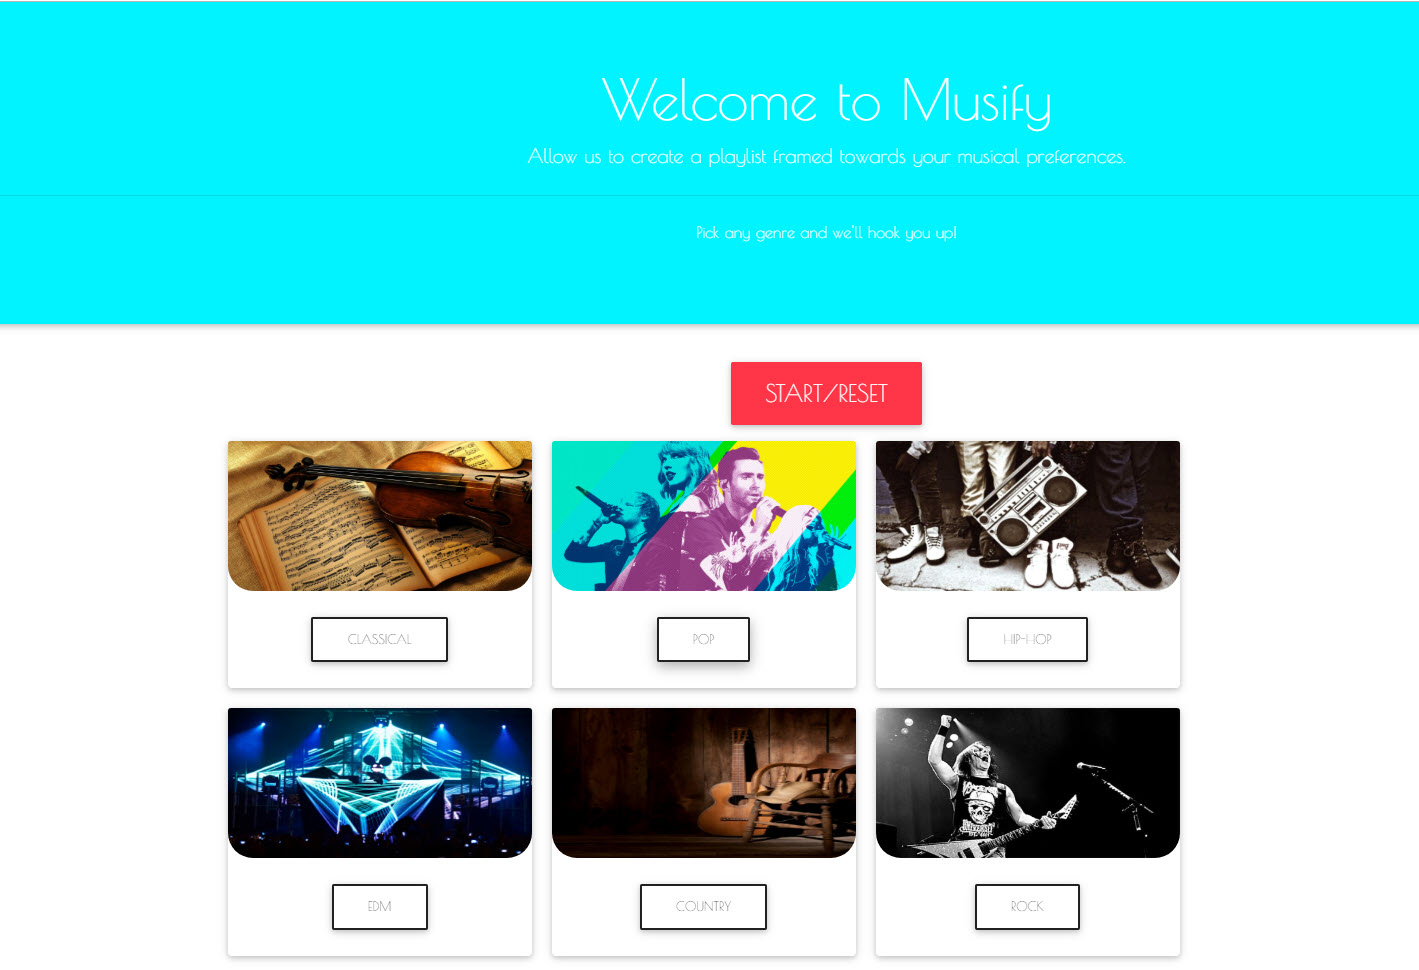 Welcome to Musify
Allow us to create a playlist framed towards your musical preferences.
Pick any genre and we'll hook you up!
START/RESET
CLASSICAL
POP
HIP-HOP
EDM
COUNTRY
ROCK